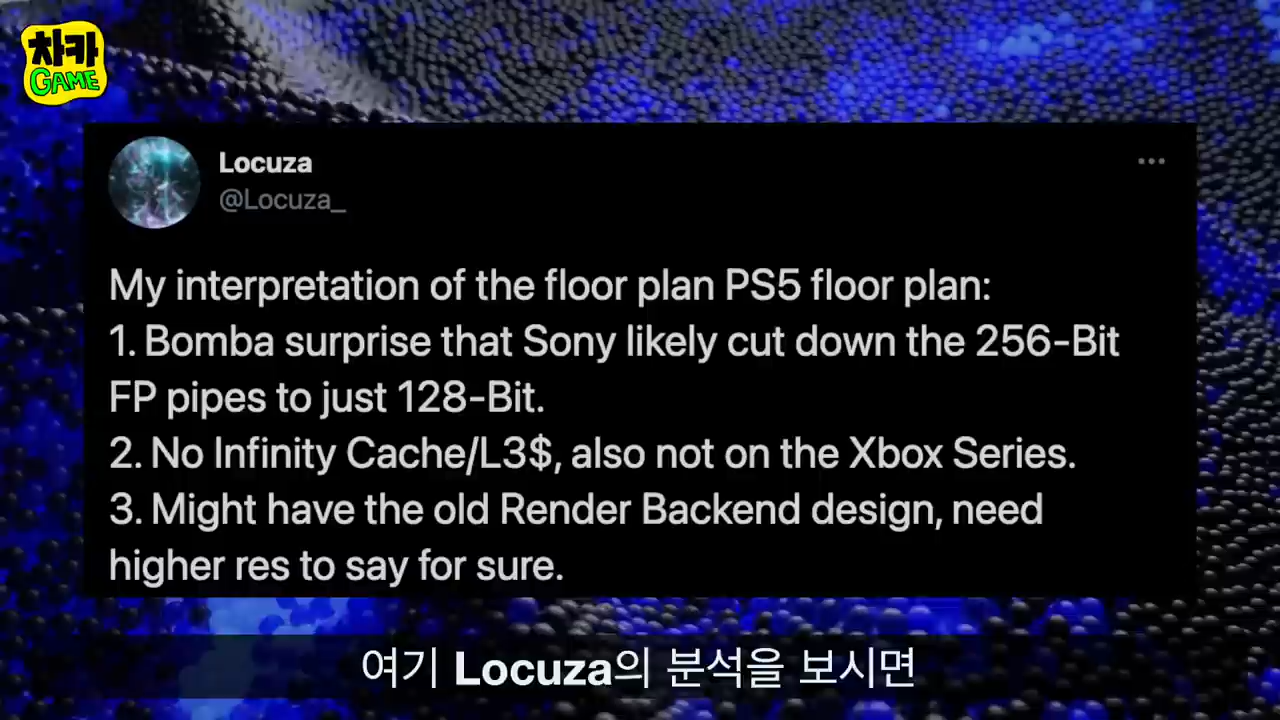 차카
GAME
Locuza
@Locuza_
My interpretation of the floor plan PS5 floor plan:
1. Bomba surprise that Sony likely cut down the 256-Bit
FP pipes to just 128-Bit.
2. No Infinity Cache/L3$, also not on the Xbox Series.
3. Might have the old Render Backend design, need
higher res to say for sure.
여기 Locuza의 분석을 보시면